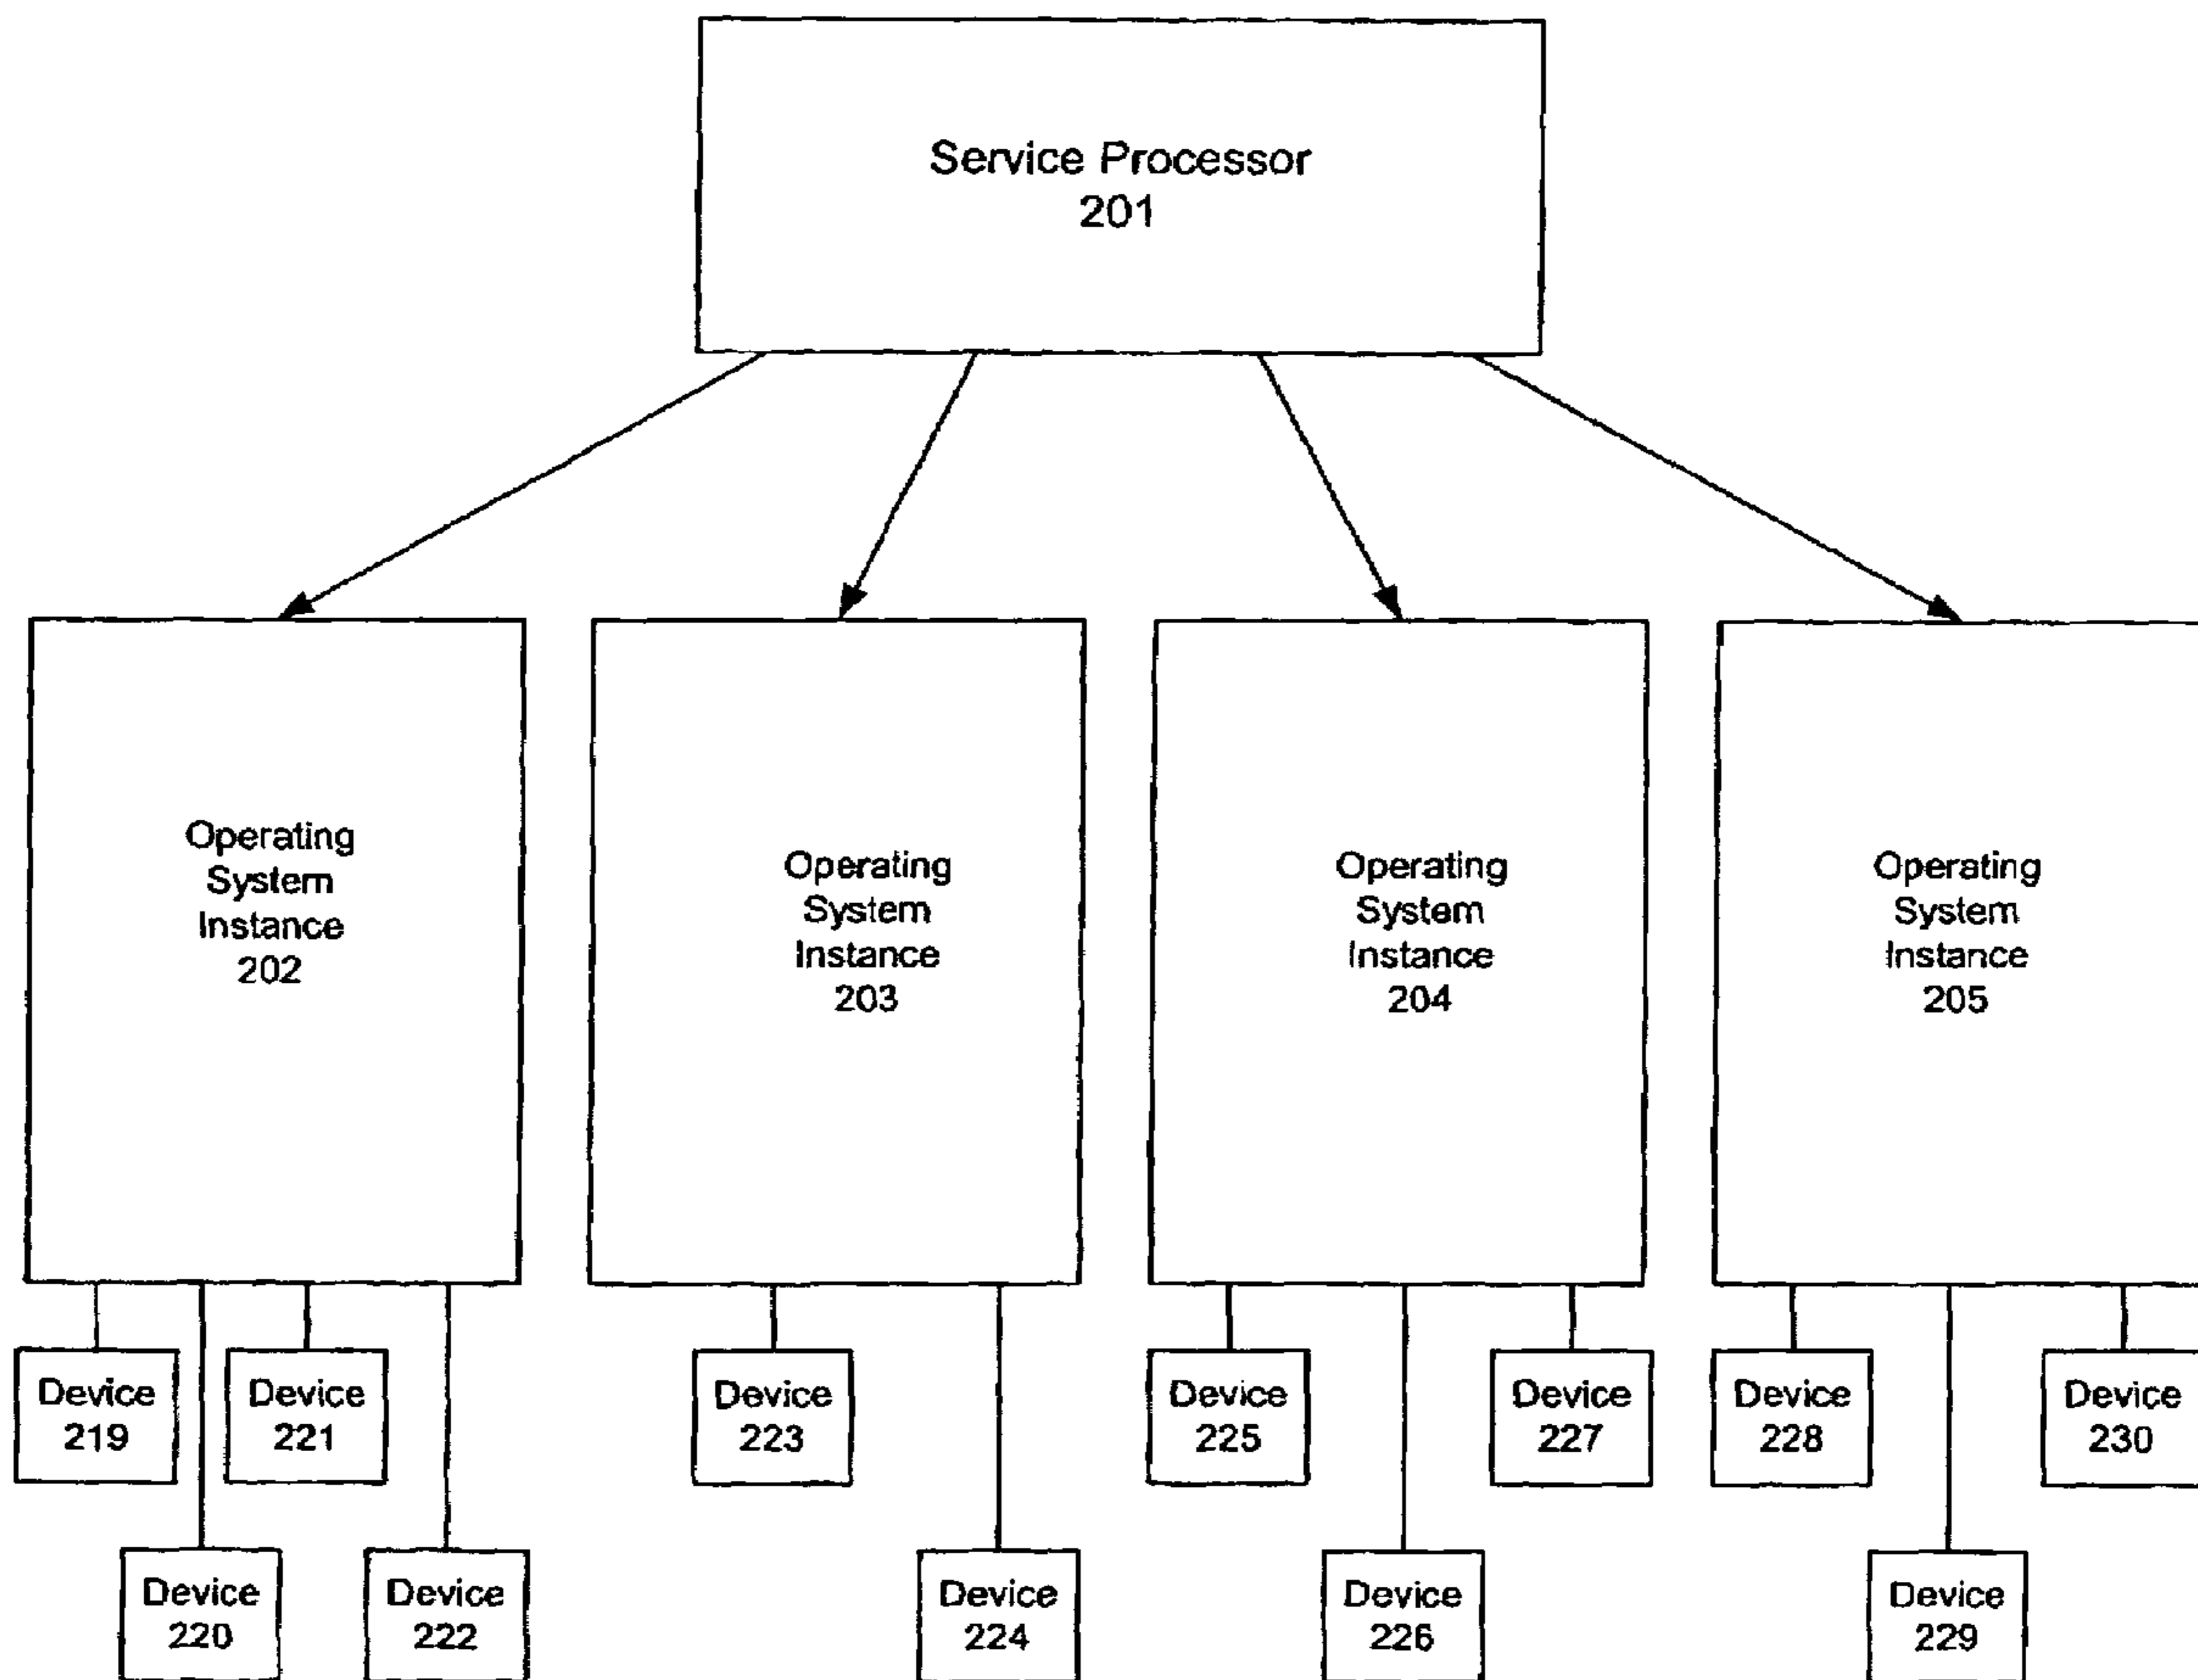 Service Processor
201
Operating
System
Instance
202
Operating
System
Instance
203
Operating
System
Instance
204
Operating
System
Instance
205
Device
219
Device
221
Device
223
Device
225
Device
227
Device
228
Device
230
Device
220
Device
222
Device
224
Device
226
Device
229